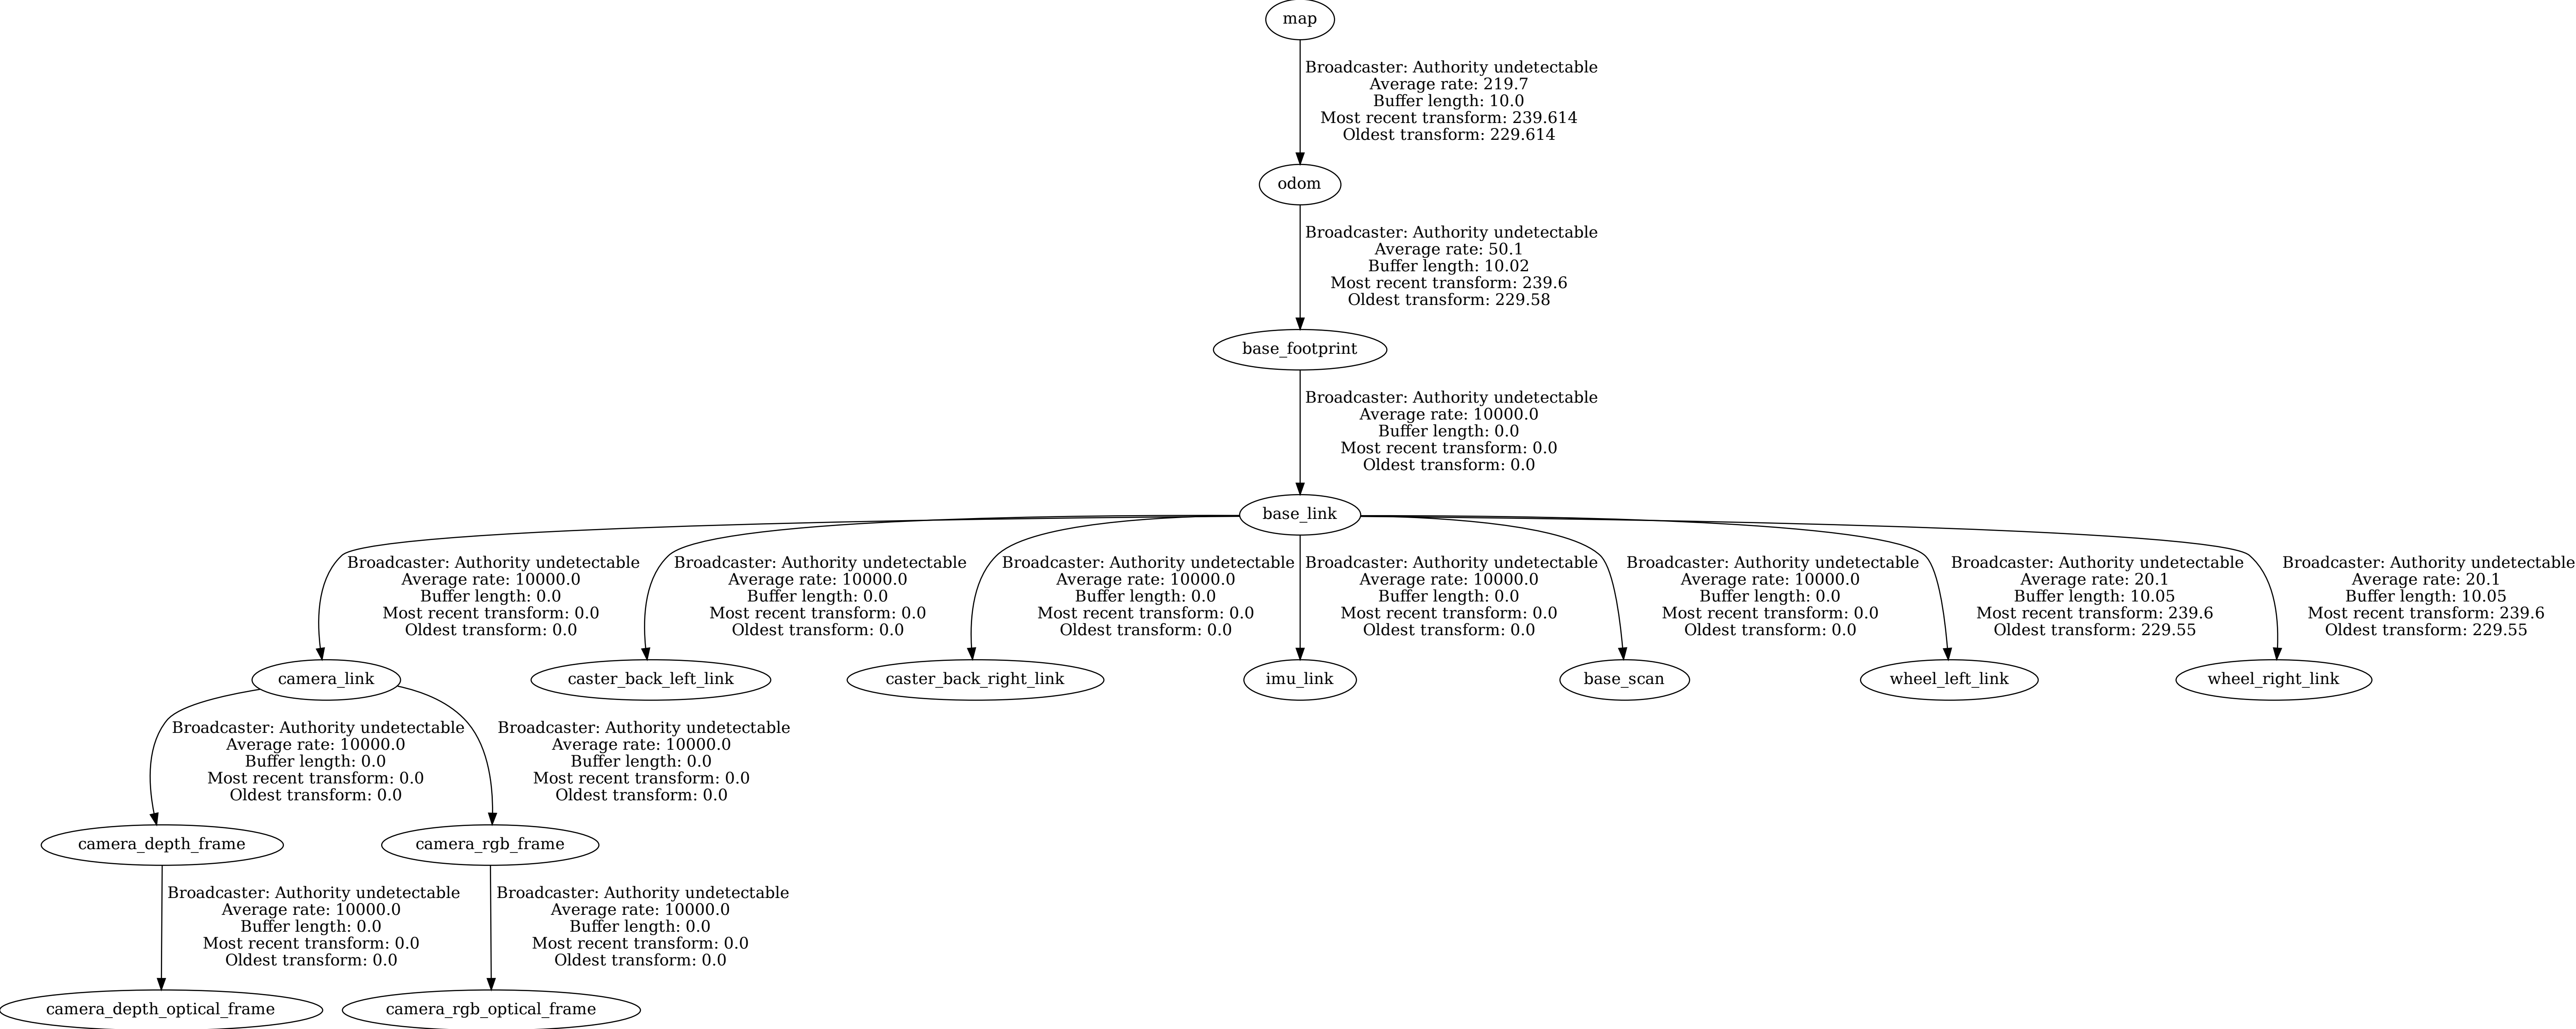 map
Broadcaster: Authority undetectable
Average rate: 219.7
Buffer length: 10.0
Most recent transform: 239.614
Oldest transform: 229.614
odom
Broadcaster: Authority undetectable
Average rate: 50.1
Buffer length: 10.02
Most recent transform: 239.6
Oldest transform: 229.58
base_footprint
Broadcaster: Authority undetectable
Average rate: 10000.0
Buffer length: 0.0
Most recent transform: 0.0
Oldest transform: 0.0
base_link
Broadcaster: Authority undetectable
Average rate: 10000.0
Buffer length: 0.0
Most recent transform: 0.0
Oldest transform: 0.0
Broadcaster: Authority undetectable
Average rate: 10000.0
Buffer length: 0.0
Most recent transform: 0.0
Oldest transform: 0.0
Broadcaster: Authority undetectable
Average rate: 10000.0
Buffer length: 0.0
Most recent transform: 0.0
Oldest transform: 0.0
Broadcaster: Authority undetectable
Average rate: 10000.0
Buffer length: 0.0
Most recent transform: 0.0
Oldest transform: 0.0
Broadcaster: Authority undetectable
Average rate: 10000.0
Buffer length: 0.0
Most recent transform: 0.0
Oldest transform: 0.0
Broadcaster: Authority undetectable
Average rate: 20.1
Buffer length: 10.05
Most recent transform: 239.6
Oldest transform: 229.55
Broadcaster: Authority undetectable
Average rate: 20.1
Buffer length: 10.05
Most recent transform: 239.6
Oldest transform: 229.55
camera_link
caster_back_left_link
caster_back_right_link
imu_link
base_scan
wheel_left_link
wheel_right_link
Broadcaster: Authority undetectable
Average rate: 10000.0
Buffer length: 0.0
Most recent transform: 0.0
Oldest transform: 0.0
Broadcaster: Authority undetectable
Average rate: 10000.0
Buffer length: 0.0
Most recent transform: 0.0
Oldest transform: 0.0
camera_depth_frame
camera_rgb_frame
Broadcaster: Authority undetectable
Average rate: 10000.0
Buffer length: 0.0
Most recent transform: 0.0
Oldest transform: 0.0
Broadcaster: Authority undetectable
Average rate: 10000.0
Buffer length: 0.0
Most recent transform: 0.0
Oldest transform: 0.0
camera_depth_optical_frame
camera_rgb_optical_frame